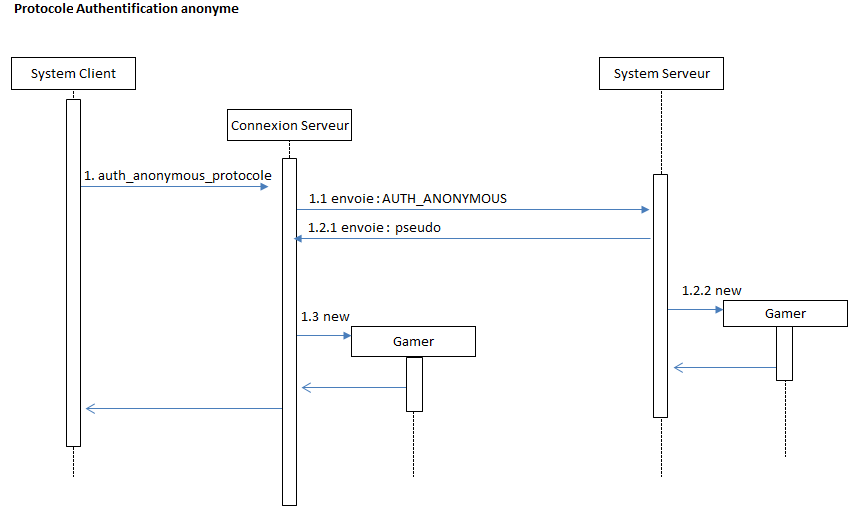 Protocole Authentification anonyme
System Client
System Serveur
Connexion Serveur
1. auth_anonymous_protocole
1.1 envoie : AUTH_ANONYMOUS
1.2.1 envoie : pseudo
1.2.2 new
Gamer
1.3 new
Gamer